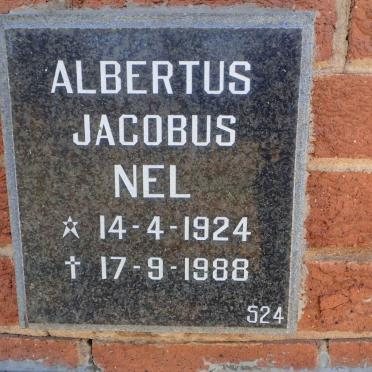 ALBERTUS
JACOBUS
NEL
☆ 14-4-1924
✝ 17-9-1988
524